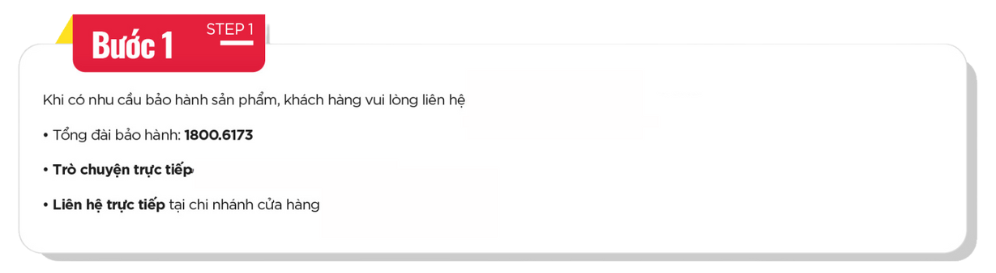 Bước 1
STEP 1
Khi có nhu cầu bảo hành sản phẩm, khách hàng vui lòng liên hệ
• Tổng đài bảo hành: 1800.6173
• Trò chuyện trực tiếp
• Liên hệ trực tiếp tại chi nhánh cửa hàng